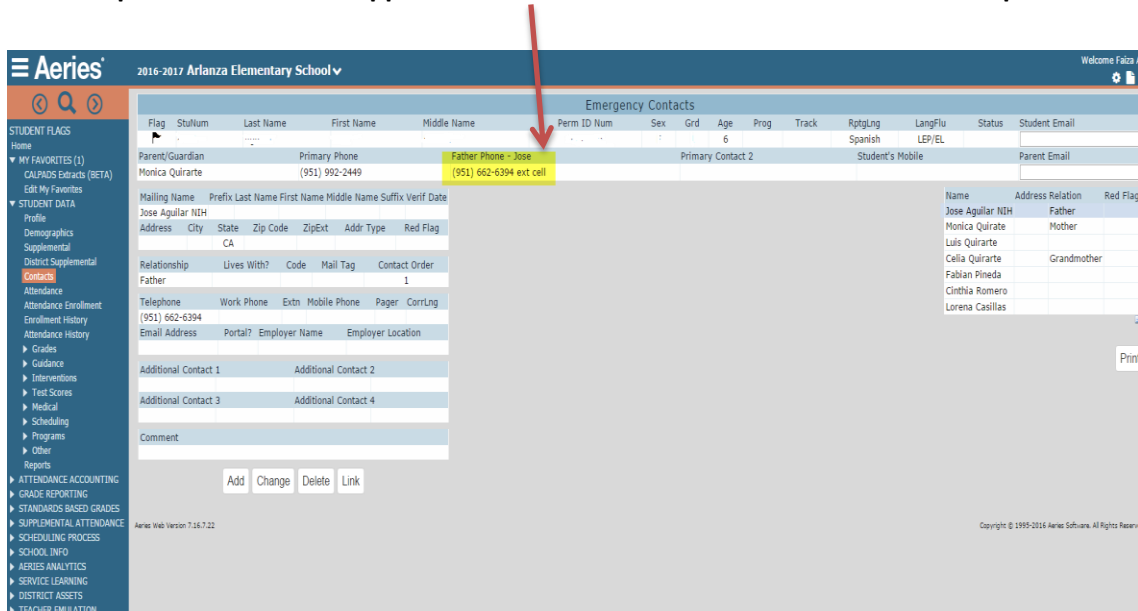 Aeries
2016-2017 Arlanza Elementary School
Welcome Faiza
Emergency Contacts
Flag StuNum Last Name First Name Middle Name Perm ID Num Sex Grd Age Prog Track RptgLng LangFlu Status Student Email
6 Spanish LEP/EL
Parent/Guardian Primary Phone Father Phone - Jose Primary Contact 2 Student's Mobile Parent Email
Monica Quirarte (951) 992-2449 (951) 662-6394 ext cell
Mailing Name Prefix Last Name First Name Middle Name Suffix Verif Date
Jose Aguilar NIH
Address City State Zip Code ZipExt Addr Type Red Flag
CA
Relationship Lives With? Code Mail Tag Contact Order
Father 1
Telephone Work Phone Extn Mobile Phone Pager CorrLng
(951) 662-6394
Email Address Portal? Employer Name Employer Location
Additional Contact 1 Additional Contact 2
Additional Contact 3 Additional Contact 4
Comment
Add Change Delete Link
Name Address Relation Red Flag
Jose Aguilar NIH Father
Monica Quirate Mother
Luis Quirarte
Celia Quirarte Grandmother
Fabian Pineda
Cinthia Romero
Lorena Casillas
Print
STUDENT FLAGS
Home
MY FAVORITES (1)
CALPADS Extracts (BETA)
Edit My Favorites
STUDENT DATA
Profile
Demographics
Supplemental
District Supplemental
Contacts
Attendance
Attendance Enrollment
Enrollment History
Attendance History
Grades
Guidance
Interventions
Test Scores
Medical
Scheduling
Programs
Other
Reports
ATTENDANCE ACCOUNTING
GRADE REPORTING
STANDARDS BASED GRADES
SUPPLEMENTAL ATTENDANCE
SCHEDULING PROCESS
SCHOOL INFO
AERIES ANALYTICS
SERVICE LEARNING
DISTRICT ASSETS
TEACHER EMULATION
Aeries Web Version 7.16.7.22
Copyright © 1995-2016 Aeries Software. All Rights